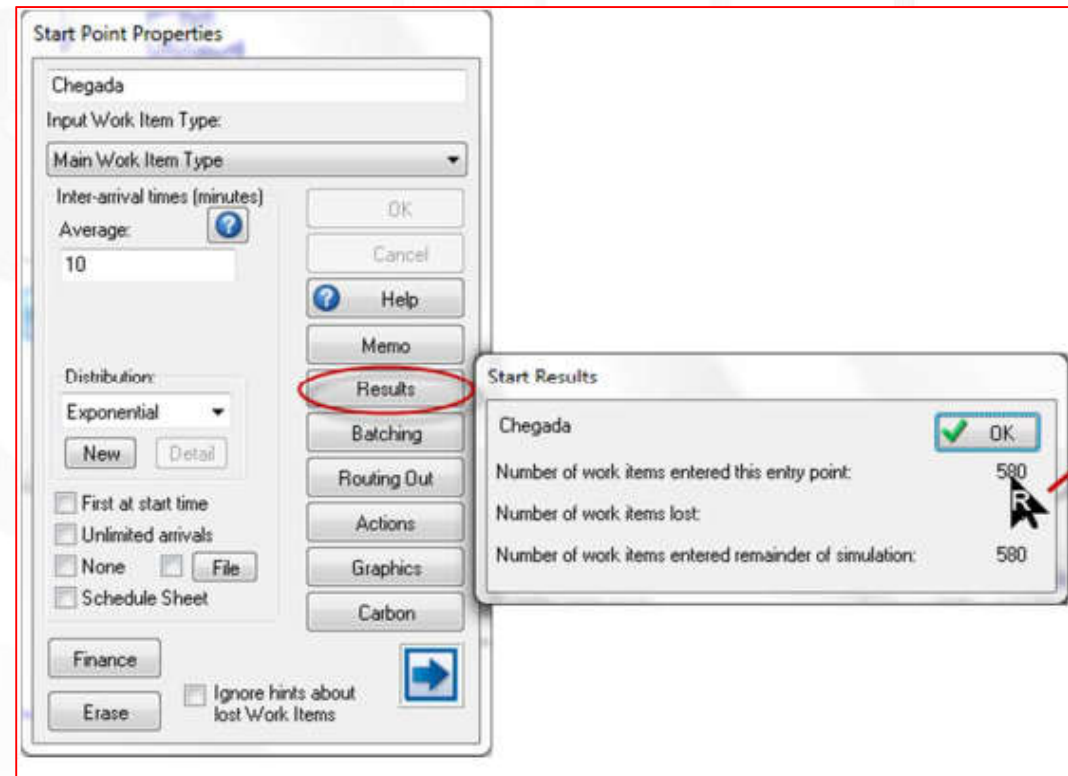 Start Point Properties
Chegada
Input Work Item Type:
Main Work Item Type
Inter-arrival times (minutes)
Average:
10
OK
Cancel
Help
Memo
Results
Batching
Routing Out
Actions
Graphics
Carbon
Distribution:
Exponential
New Detail
First at start time
Unlimited arrivals
None File
Schedule Sheet
Finance
Erase
Ignore hints about
lost Work Items
Start Results
Chegada
OK
Number of work items entered this entry point: 580
Number of work items lost:
R
Number of work items entered remainder of simulation: 580